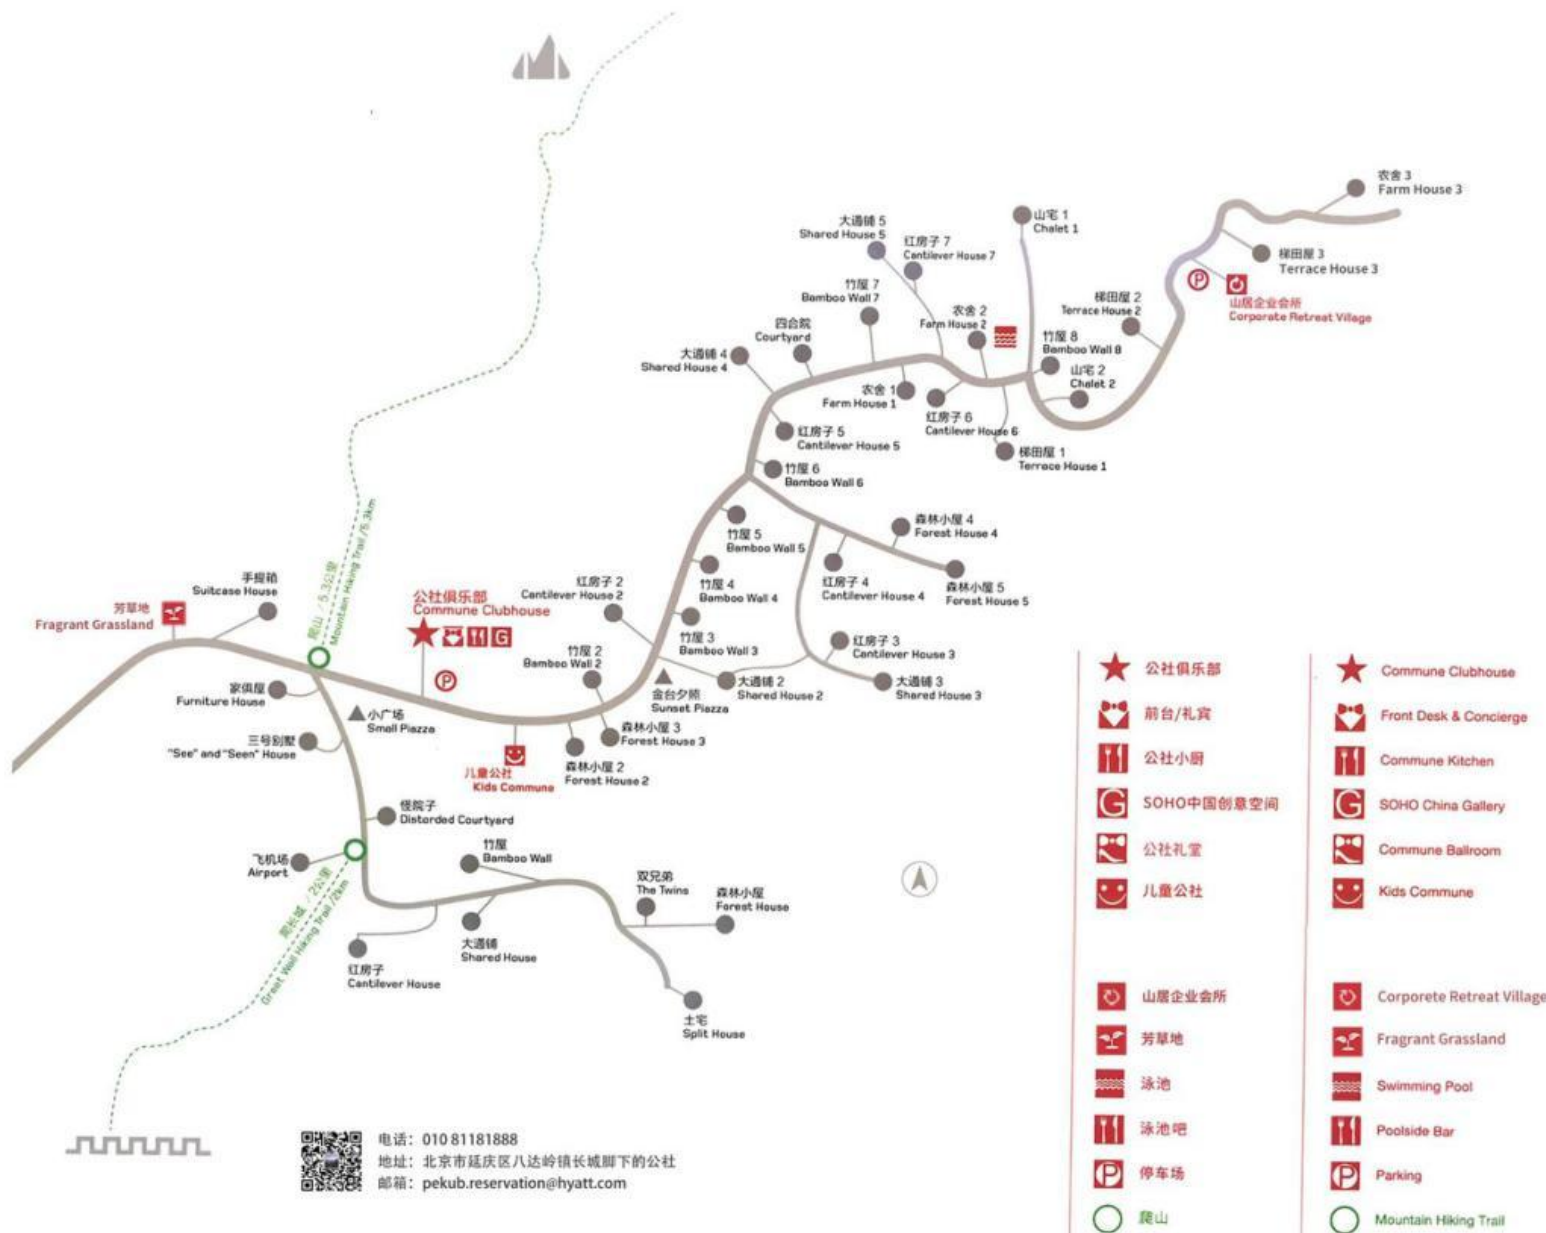 农舍 3
Farm House 3
山宅 1
Chalet 1
大通铺 5
Shared House 5
红房子 7
Cantilever House 7
梯田屋 3
Terrace House 3
竹屋 7
Bamboo Wall 7
农舍 2
Farm House 2
梯田屋 2
Terrace House 2
P
山居企业会所
Corporate Retreat Village
四合院
Courtyard
竹屋 8
Bamboo Wall 8
大通铺 4
Shared House 4
山宅 2
Chalet 2
农舍 1
Farm House 1
红房子 6
Cantilever House 6
红房子 5
Cantilever House 5
梯田屋 1
Terrace House 1
竹屋 6
Bamboo Wall 6
竹屋 5
Bamboo Wall 5
森林小屋 4
Forest House 4
爬山 / 5.3公里
Mountain Hiking Trail /5.3km
竹屋 4
Bamboo Wall 4
红房子 4
Cantilever House 4
森林小屋 5
Forest House 5
手提箱
Suitcase House
芳草地
Fragrant Grassland
公社俱乐部
Commune Clubhouse
G
红房子 2
Cantilever House 2
竹屋 3
Bamboo Wall 3
红房子 3
Cantilever House 3
竹屋 2
Bamboo Wall 2
P
家俱屋
Furniture House
小广场
Small Piazza
金台夕照
Sunset Piazza
大通铺 2
Shared House 2
大通铺 3
Shared House 3
三号别墅
"See" and "Seen" House
森林小屋 3
Forest House 3
儿童公社
Kids Commune
森林小屋 2
Forest House 2
怪院子
Distorded Courtyard
飞机场
Airport
竹屋
Bamboo Wall
双兄弟
The Twins
森林小屋
Forest House
爬长城 / 2公里
Great Wall Hiking Trail /2km
红房子
Cantilever House
大通铺
Shared House
土宅
Split House
公社俱乐部
前台/礼宾
公社小厨
G
SOHO中国创意空间
公社礼堂
儿童公社
山居企业会所
芳草地
泳池
泳池吧
P
停车场
爬山
Commune Clubhouse
Front Desk & Concierge
Commune Kitchen
G
SOHO China Gallery
Commune Ballroom
Kids Commune
Corporete Retreat Village
Fragrant Grassland
Swimming Pool
Poolside Bar
P
Parking
Mountain Hiking Trail
电话：010 81181888
地址：北京市延庆区八达岭镇长城脚下的公社
邮箱：pekub.reservation@hyatt.com